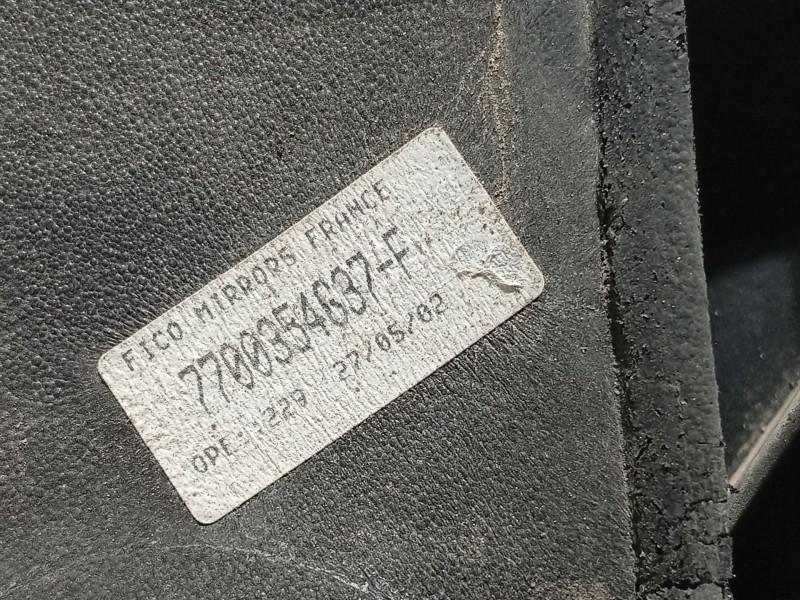 FICO MIRRORS FRANCE
7700354637-F
OPE: 229 27/05/02